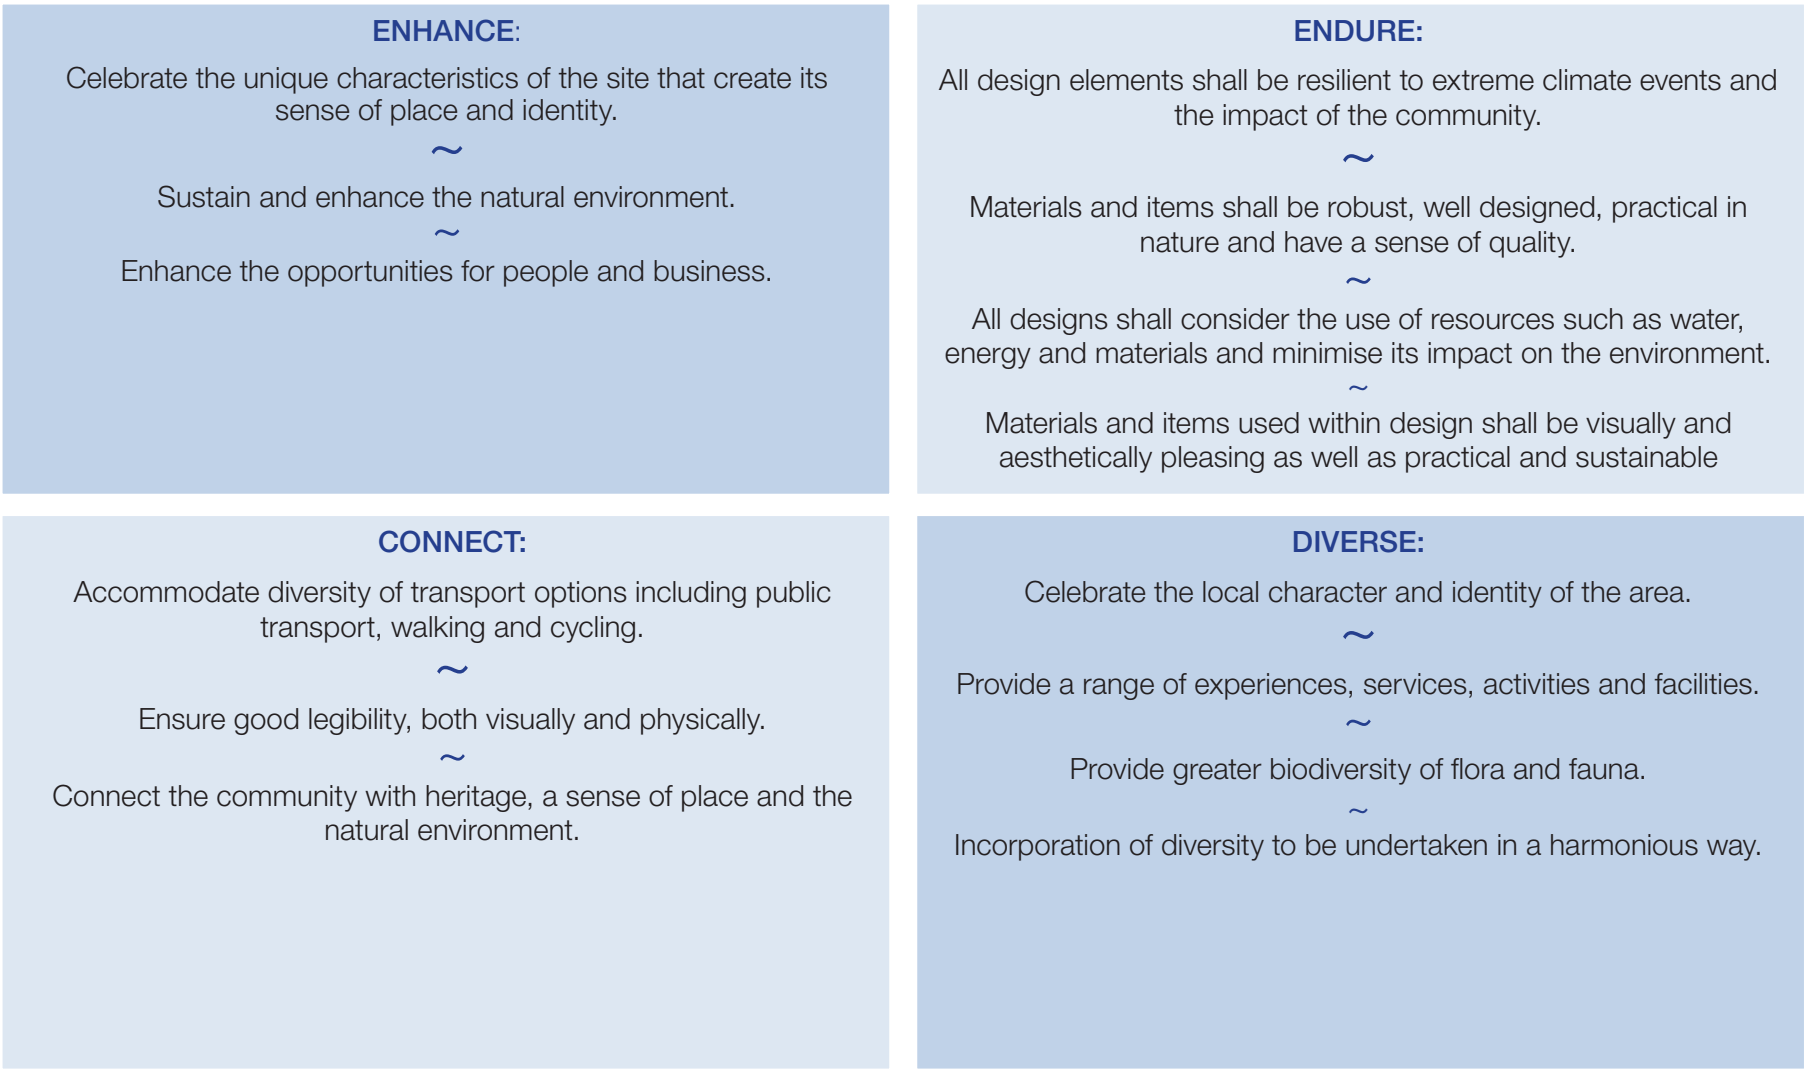 ENHANCE:
Celebrate the unique characteristics of the site that create its
sense of place and identity.
~
Sustain and enhance the natural environment.
~
Enhance the opportunities for people and business.
ENDURE:
All design elements shall be resilient to extreme climate events and
the impact of the community.
~
Materials and items shall be robust, well designed, practical in
nature and have a sense of quality.
~
All designs shall consider the use of resources such as water,
energy and materials and minimise its impact on the environment.
~
Materials and items used within design shall be visually and
aesthetically pleasing as well as practical and sustainable
CONNECT:
Accommodate diversity of transport options including public
transport, walking and cycling.
~
Ensure good legibility, both visually and physically.
~
Connect the community with heritage, a sense of place and the
natural environment.
DIVERSE:
Celebrate the local character and identity of the area.
~
Provide a range of experiences, services, activities and facilities.
~
Provide greater biodiversity of flora and fauna.
~
Incorporation of diversity to be undertaken in a harmonious way.